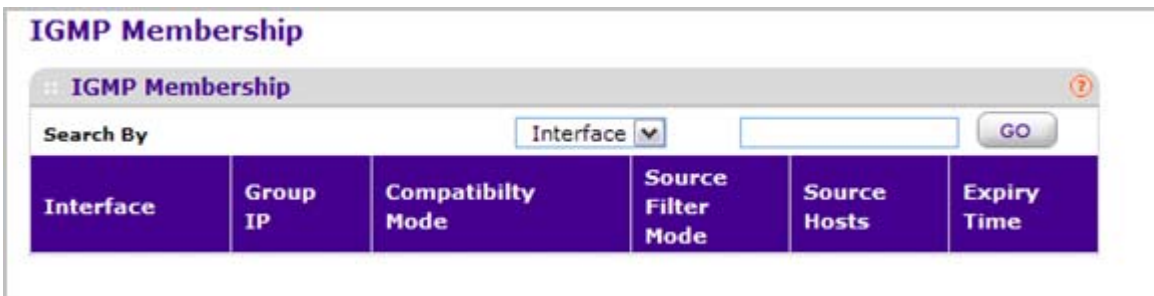 IGMP Membership
IGMP Membership
?
Search By Interface GO
Interface Group IP Compatibilty Mode Source Filter Mode Source Hosts Expiry Time